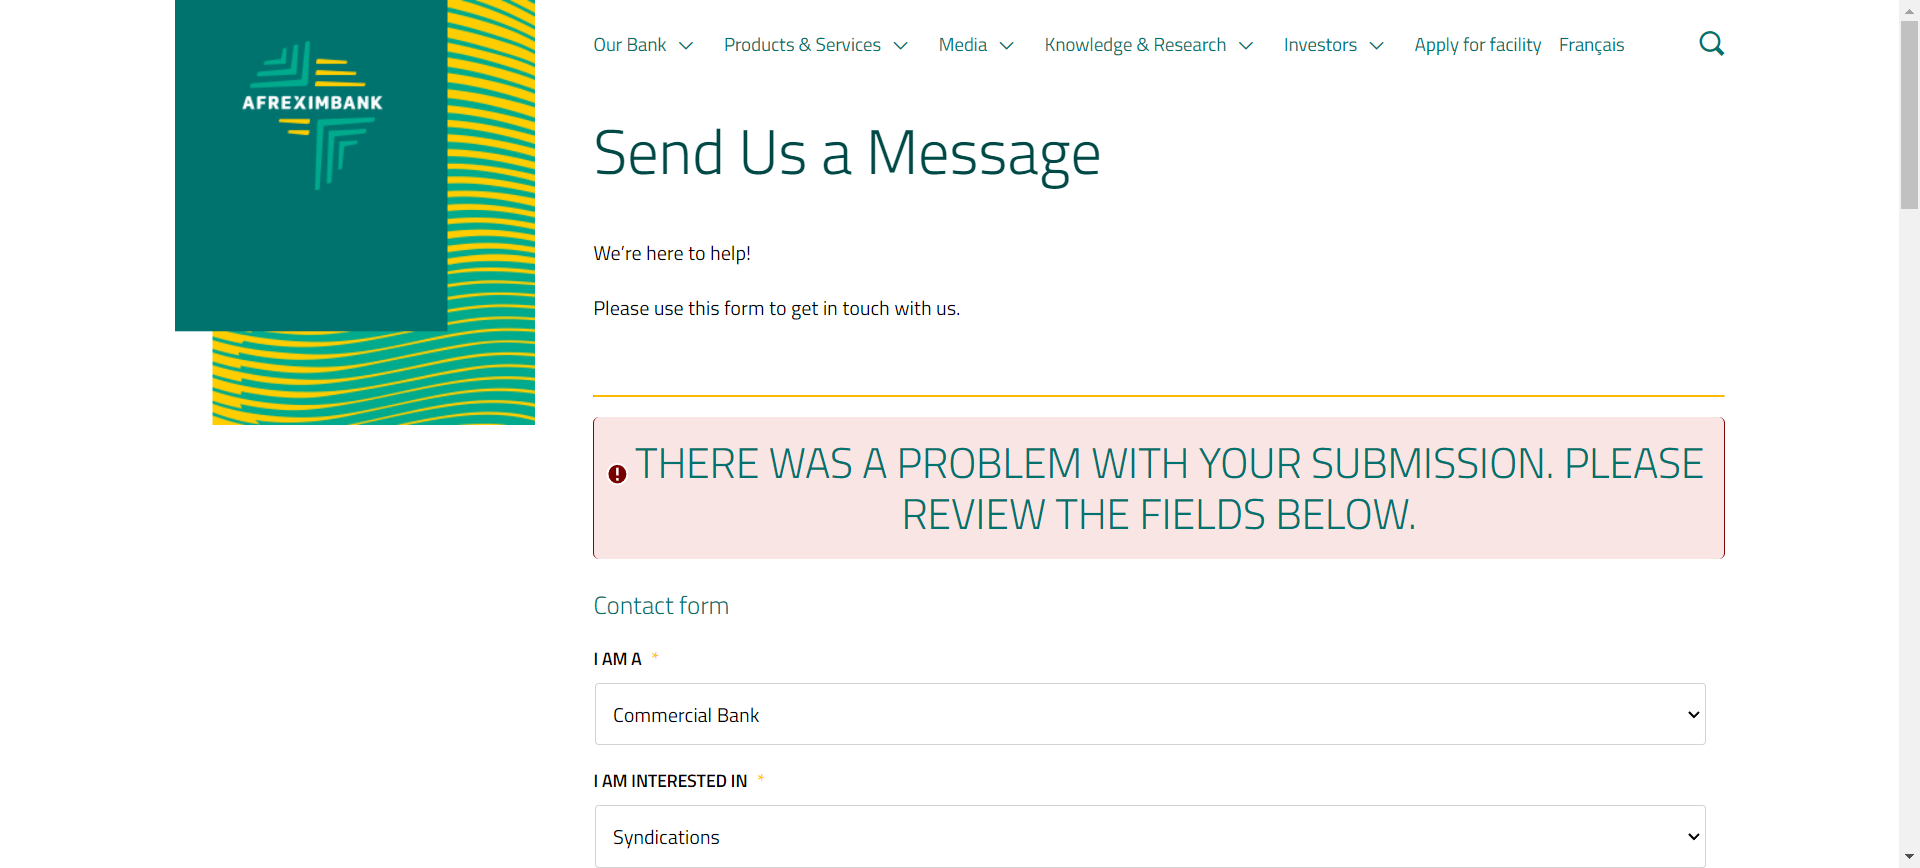 AFREXIMBANK
Our Bank
Products & Services
Media
Knowledge & Research
Investors
Apply for facility
Français
Send Us a Message
We’re here to help!
Please use this form to get in touch with us.
THERE WAS A PROBLEM WITH YOUR SUBMISSION. PLEASE
REVIEW THE FIELDS BELOW.
Contact form
I AM A *
Commercial Bank
I AM INTERESTED IN *
Syndications